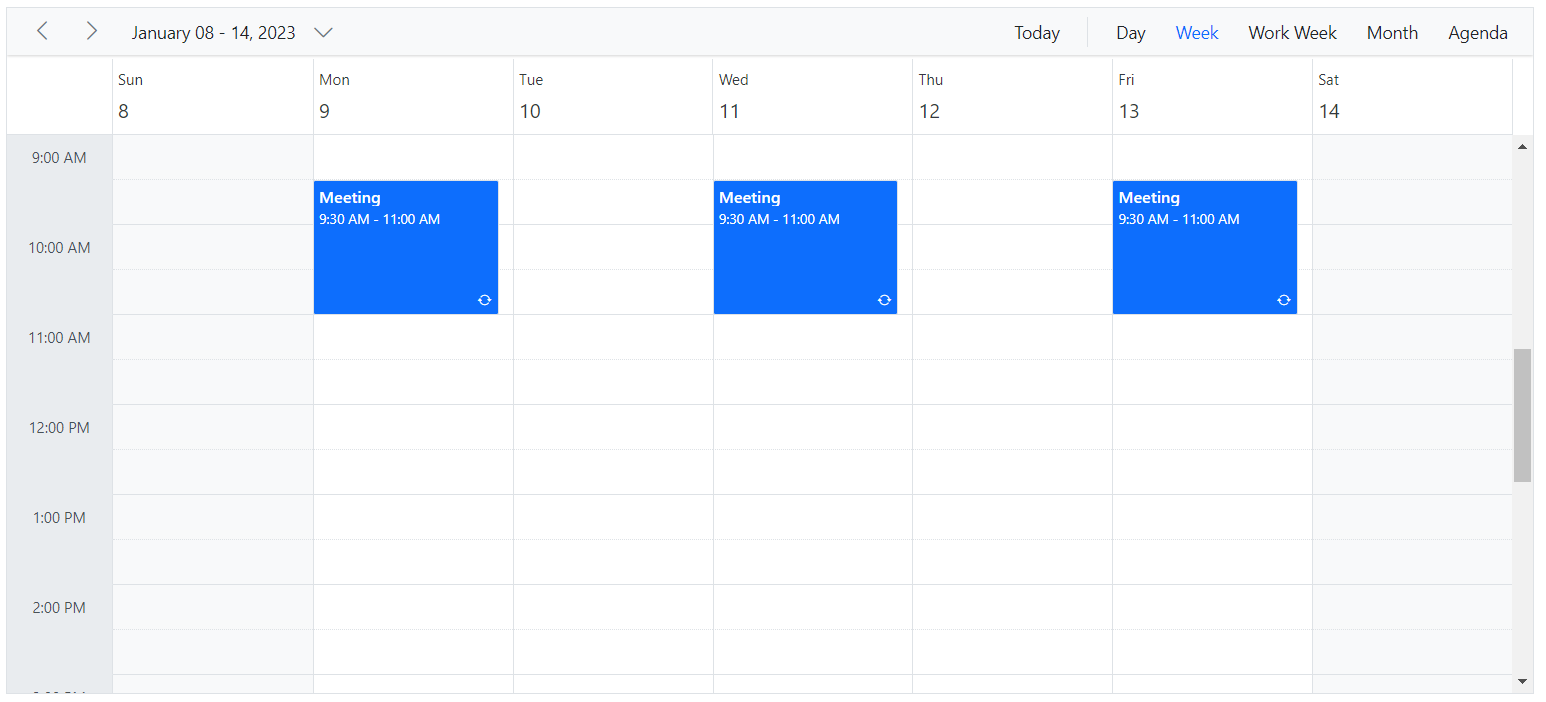 January 08 - 14, 2023 Today Day Week Work Week Month Agenda
Sun Mon Tue Wed Thu Fri Sat
8 9 10 11 12 13 14
9:00 AM
Meeting Meeting Meeting
9:30 AM - 11:00 AM 9:30 AM - 11:00 AM 9:30 AM - 11:00 AM
10:00 AM
11:00 AM
12:00 PM
1:00 PM
2:00 PM